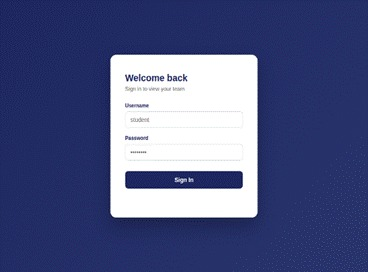 Welcome back
Sign in to view your team
Username
student
Password
••••••••
Sign In